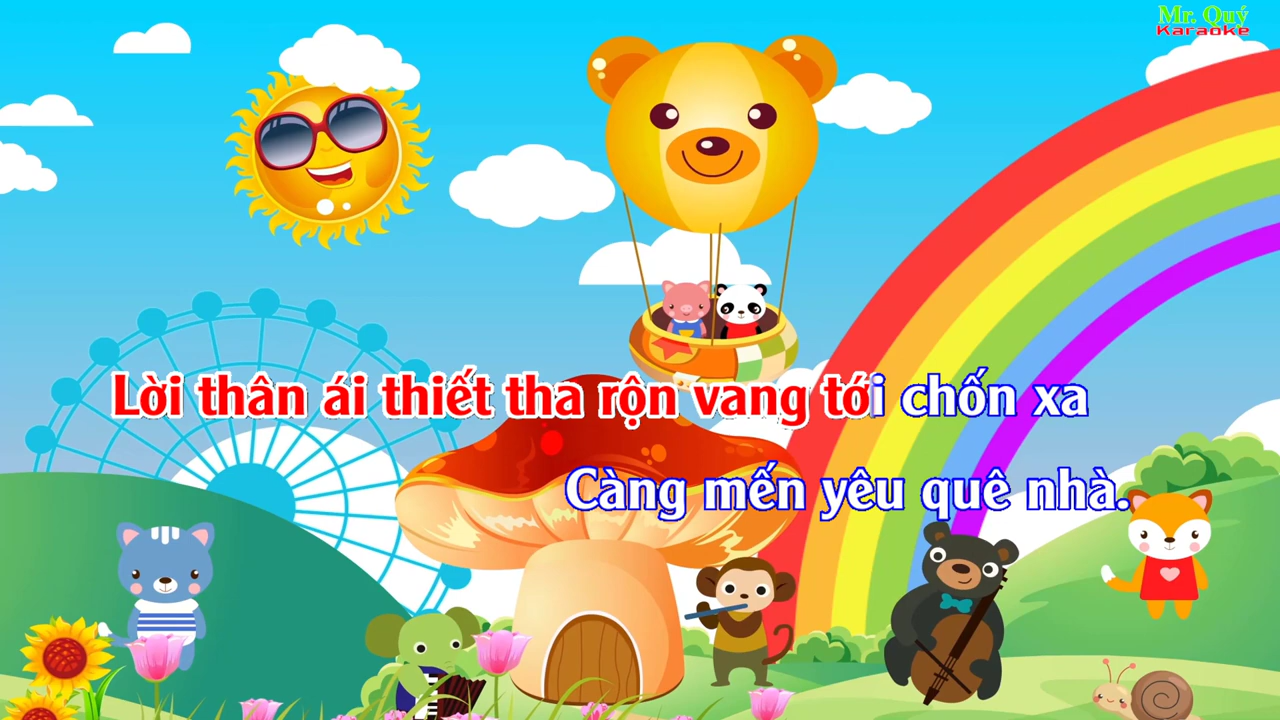 Mr. Quý
Karaoke
Lời thân ái thiết tha rộn vang tới chốn xa
Càng mến yêu quê nhà.